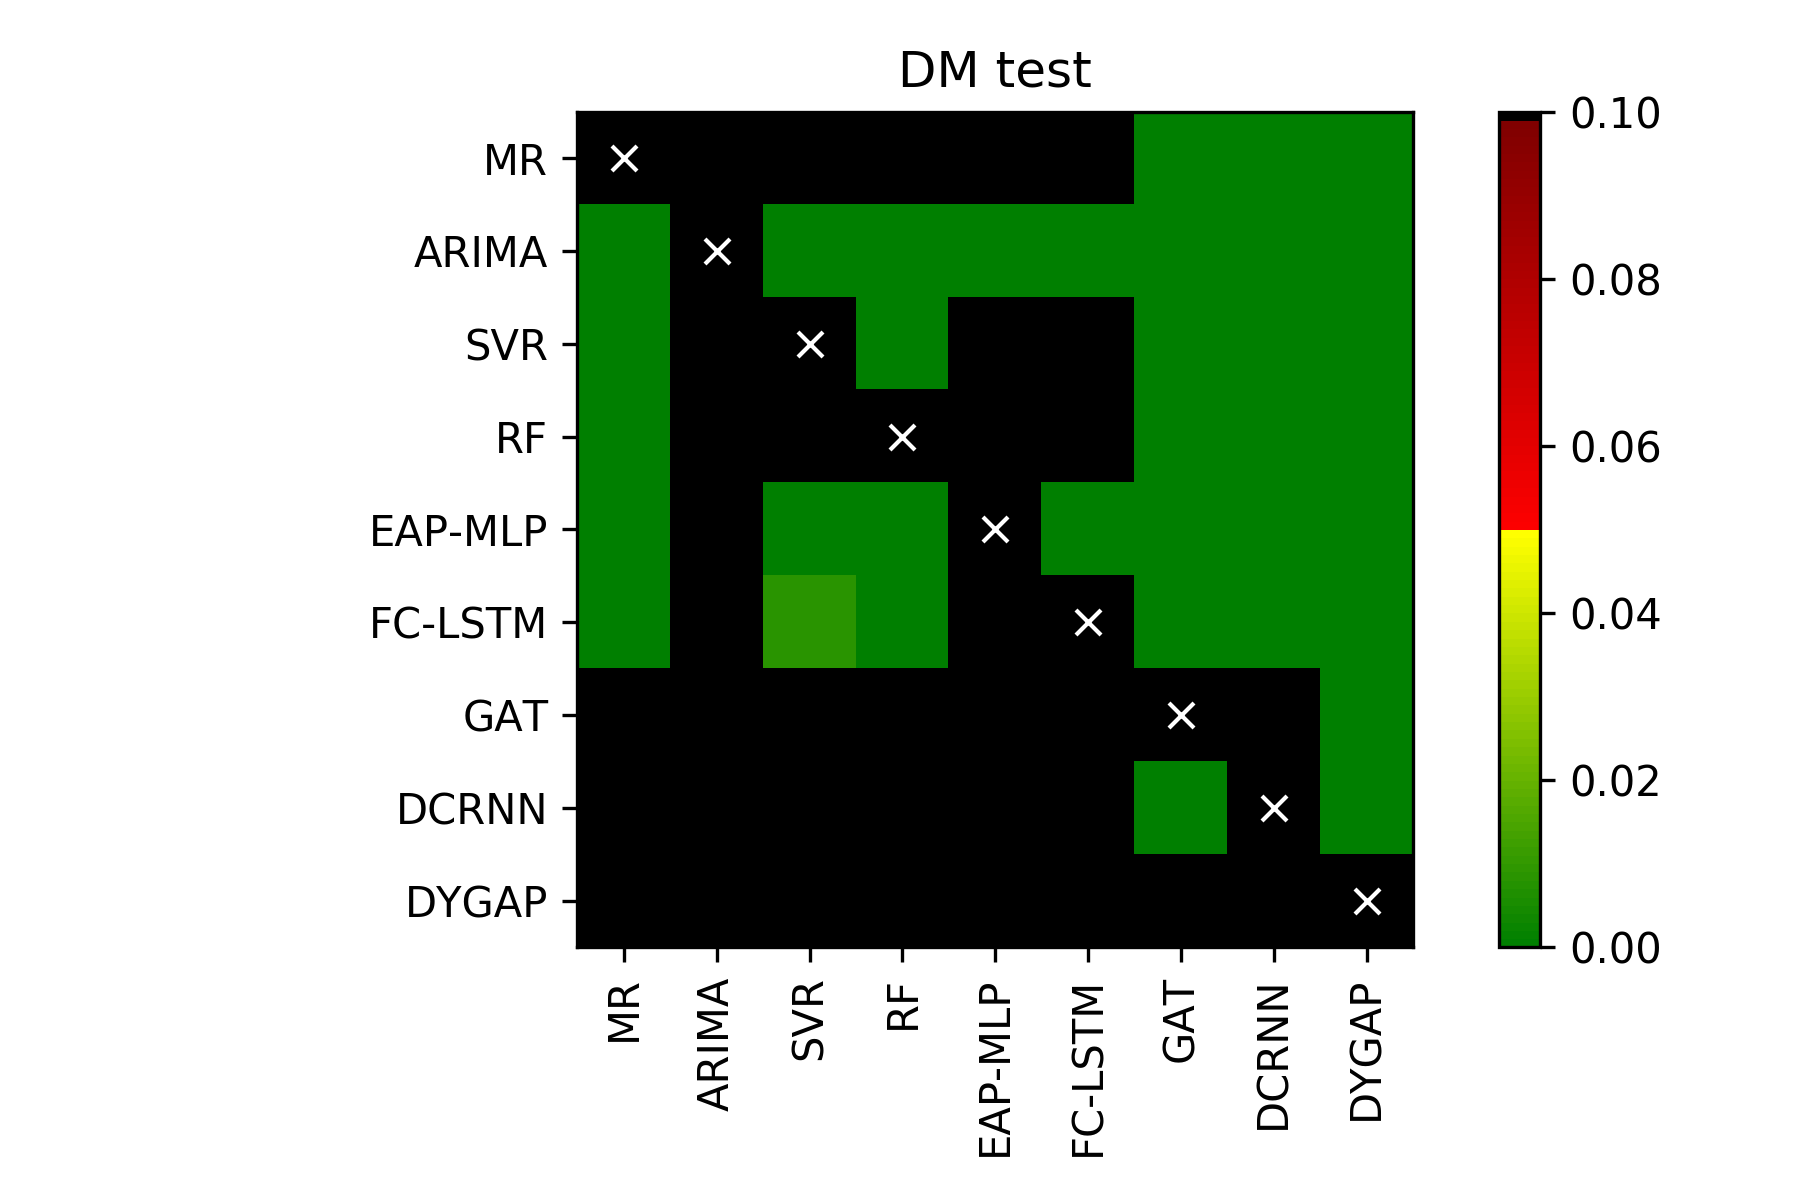 DM test
MR
ARIMA
SVR
RF
EAP-MLP
FC-LSTM
GAT
DCRNN
DYGAP
MR
ARIMA
SVR
RF
EAP-MLP
FC-LSTM
GAT
DCRNN
DYGAP
0.10
0.08
0.06
0.04
0.02
0.00